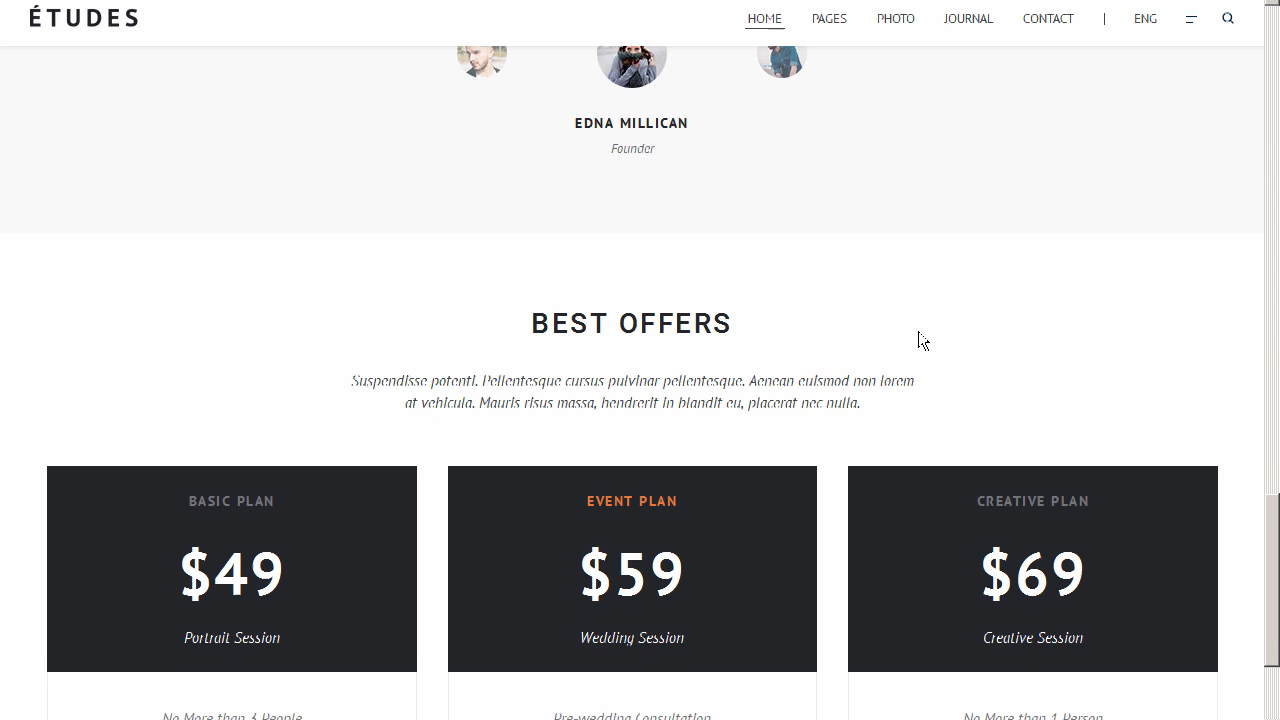 ÉTUDES
HOME PAGES PHOTO JOURNAL CONTACT | ENG
EDNA MILLICAN
Founder
BEST OFFERS
Suspendisse potenti. Pellentesque cursus pulvinar pellentesque. Aenean euismod non lorem
at vehicula. Mauris risus massa, hendrerit in blandit eu, placerat nec nulla.
BASIC PLAN
$49
Portrait Session
No More than 3 People
EVENT PLAN
$59
Wedding Session
Pre-wedding Consultation
CREATIVE PLAN
$69
Creative Session
No More than 1 Person